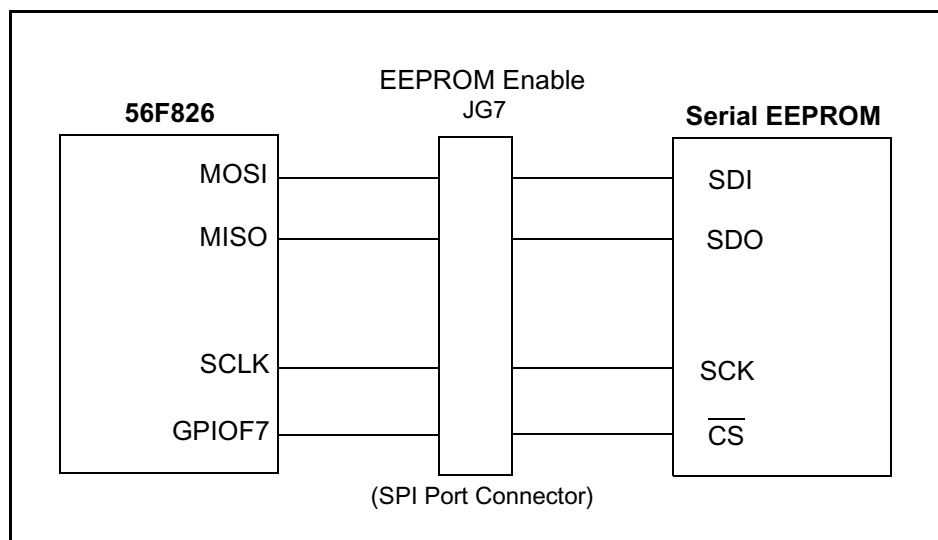 EEPROM Enable
JG7
56F826
Serial EEPROM
MOSI
SDI
MISO
SDO
SCLK
SCK
GPIOF7
CS
(SPI Port Connector)